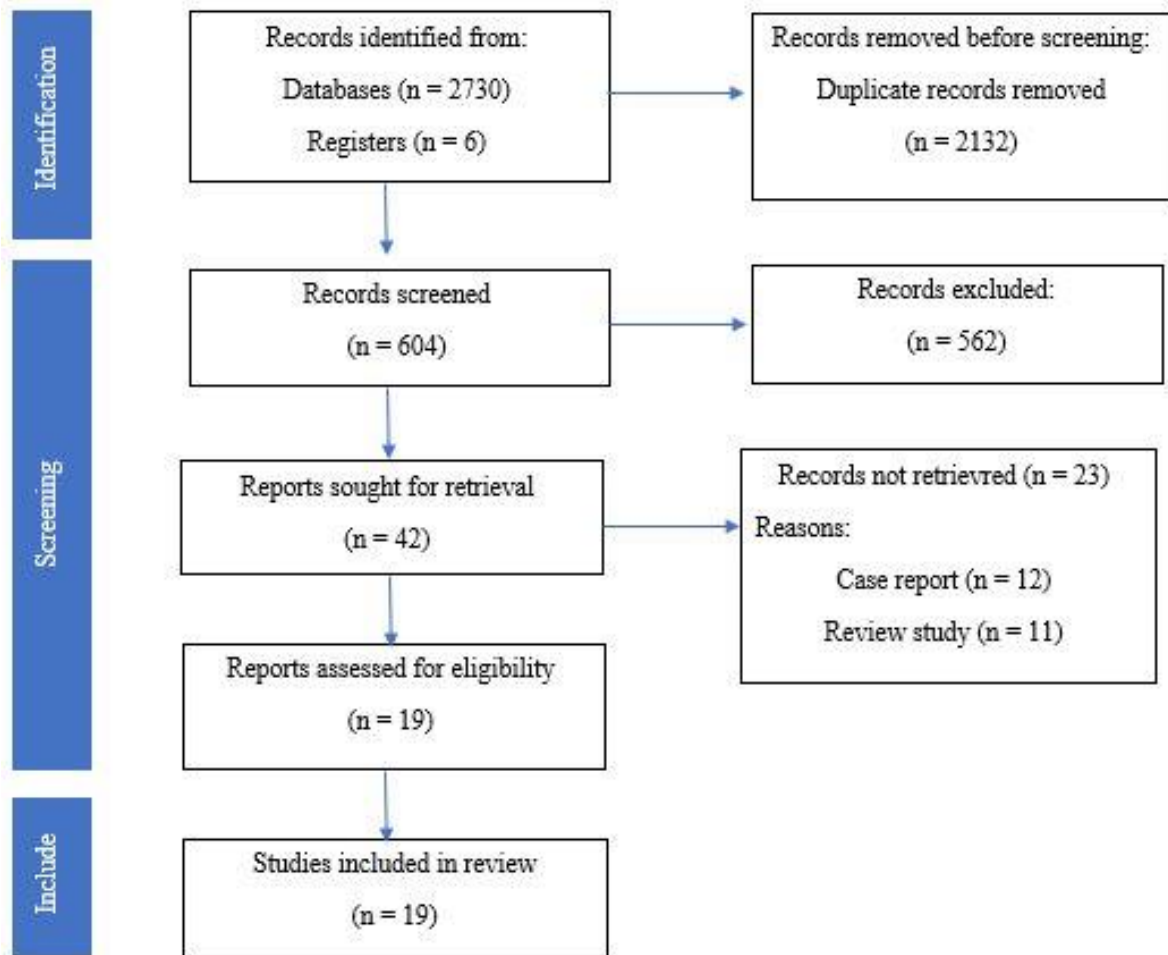 Identification
Records identified from:
Databases (n = 2730)
Registers (n = 6)
Records removed before screening:
Duplicate records removed
(n = 2132)
Screening
Records screened
(n = 604)
Records excluded:
(n = 562)
Reports sought for retrieval
(n = 42)
Records not retrievred (n = 23)
Reasons:
Case report (n = 12)
Review study (n = 11)
Reports assessed for eligibility
(n = 19)
Include
Studies included in review
(n = 19)